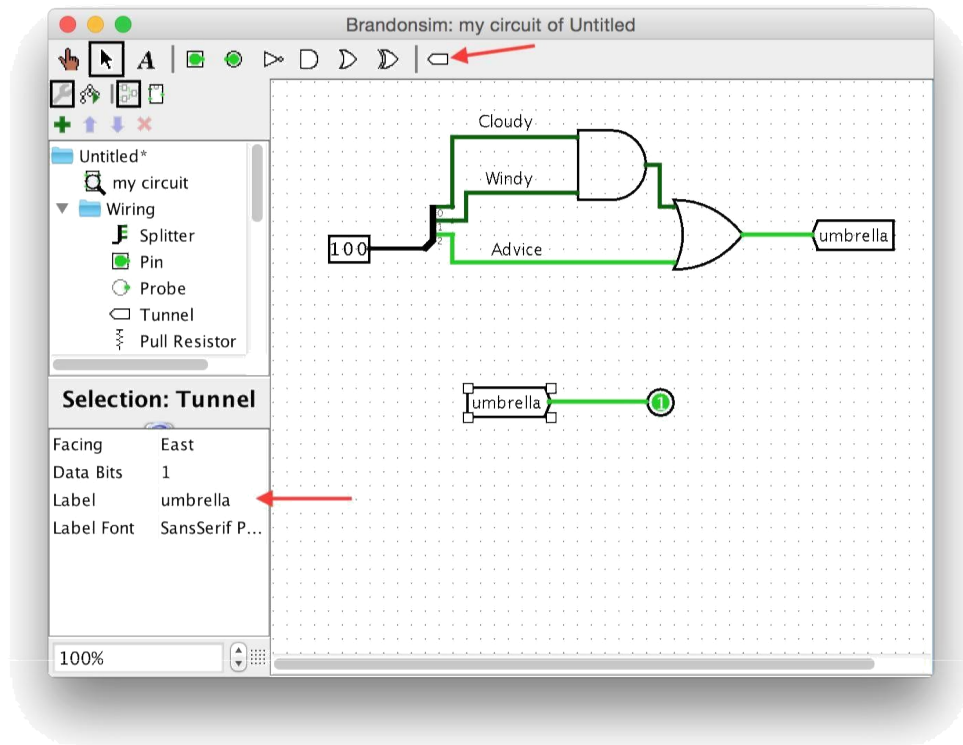 Brandonsim: my circuit of Untitled
A
Untitled*
my circuit
Wiring
Splitter
Pin
Probe
Tunnel
Pull Resistor
Selection: Tunnel
Facing East
Data Bits 1
Label umbrella
Label Font SansSerif P...
100%
Cloudy
Windy
0
1
2
100
Advice
umbrella
umbrella
1